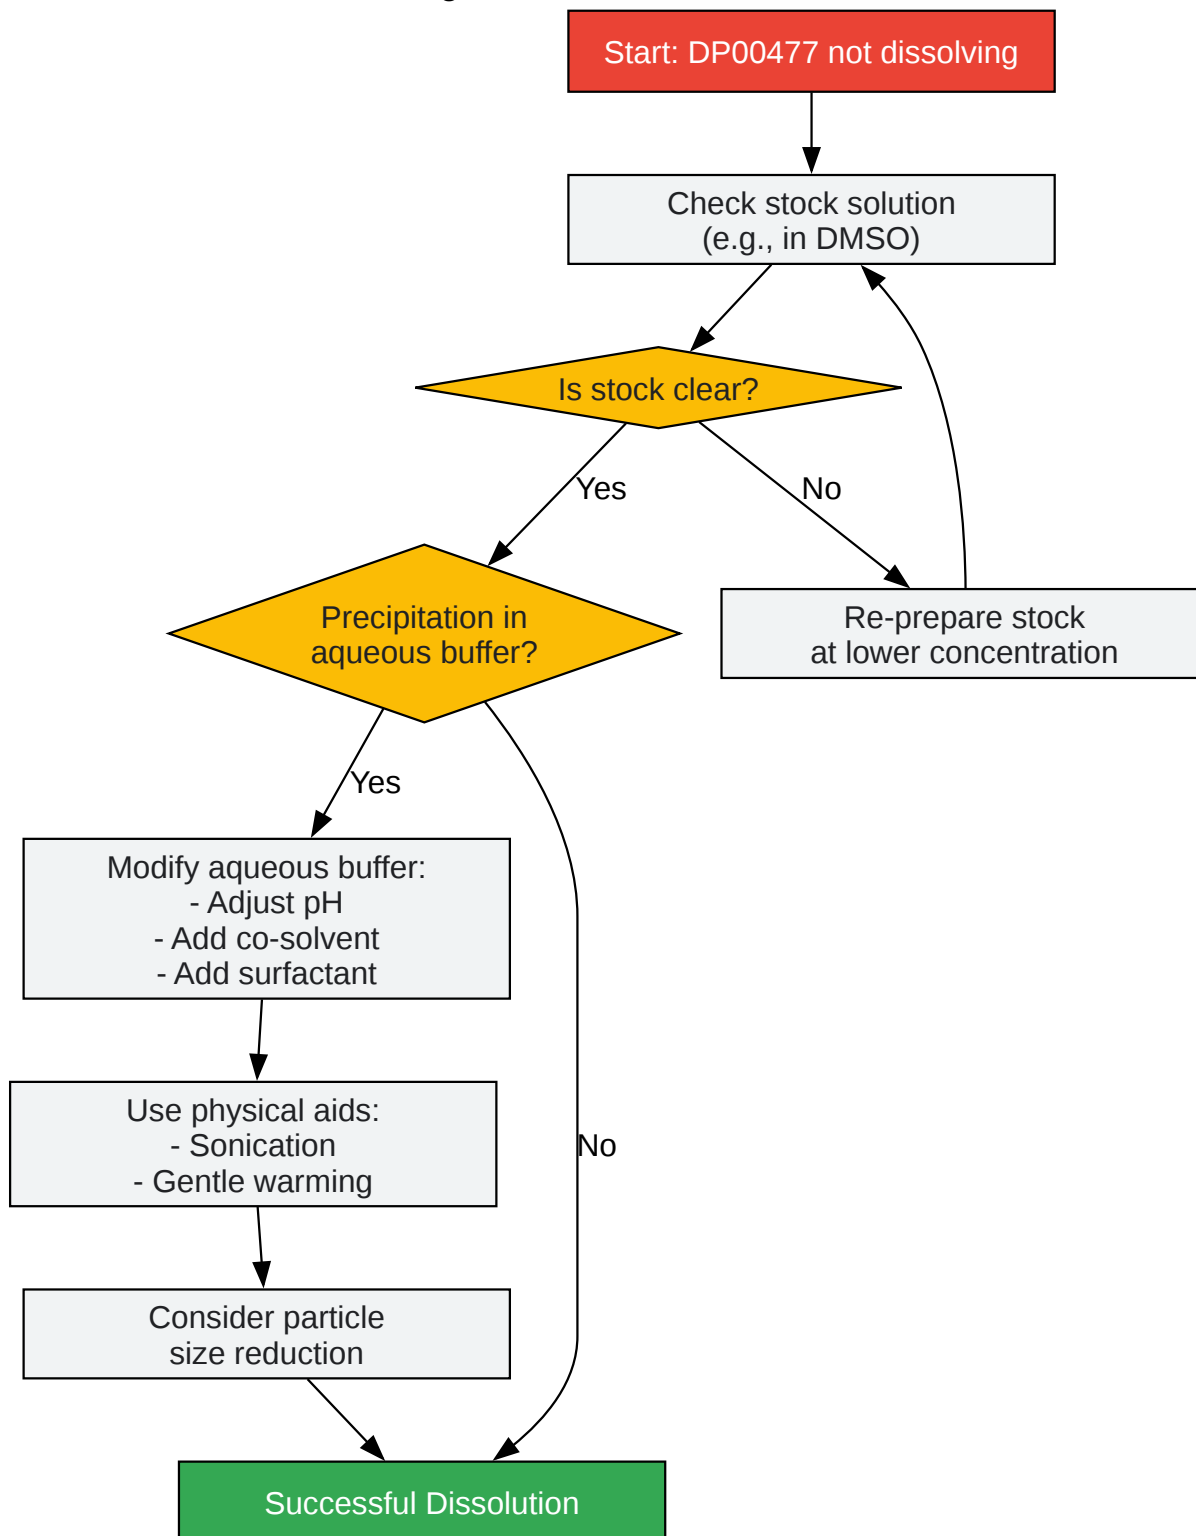 Start: DP00477 not dissolving
Check stock solution
(e.g., in DMSO)
Is stock clear?
Yes
No
Precipitation in
aqueous buffer?
Re-prepare stock
at lower concentration
Yes
Modify aqueous buffer:
- Adjust pH
- Add co-solvent
- Add surfactant
Use physical aids:
- Sonication
- Gentle warming
No
Consider particle
size reduction
Successful Dissolution